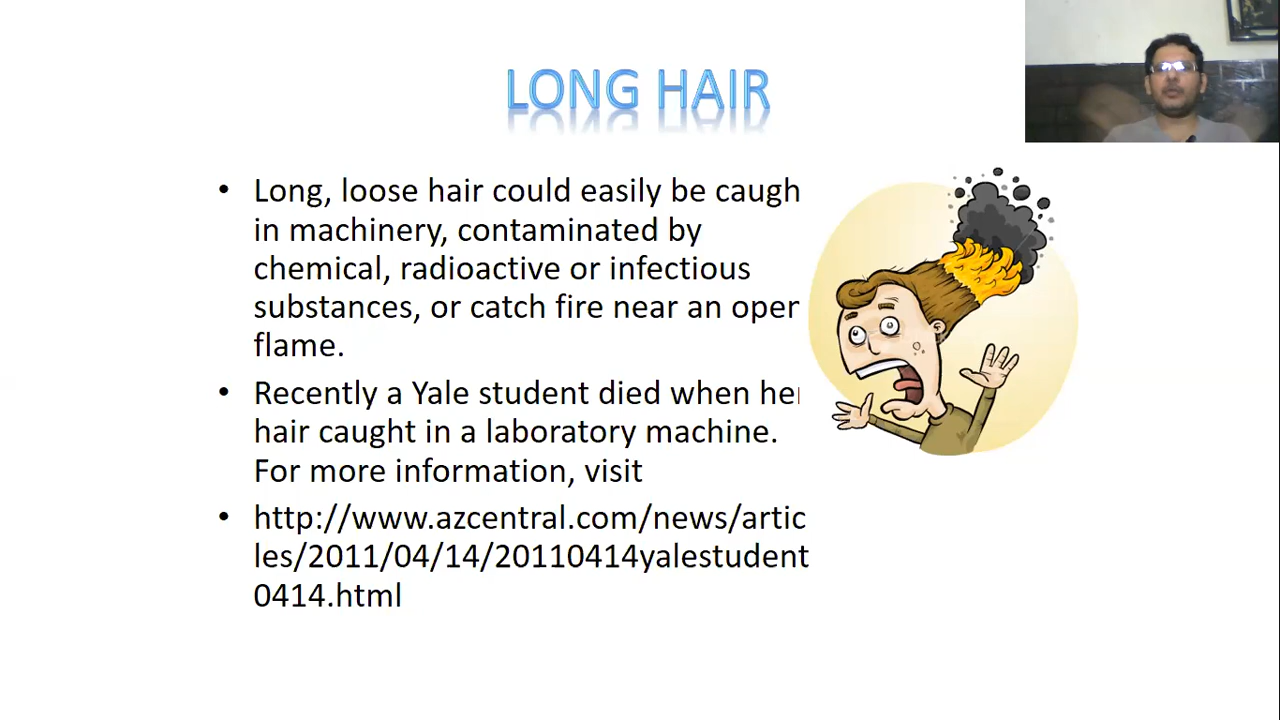 LONG HAIR
• Long, loose hair could easily be caugh
in machinery, contaminated by
chemical, radioactive or infectious
substances, or catch fire near an oper
flame.
• Recently a Yale student died when her
hair caught in a laboratory machine.
For more information, visit
• http://www.azcentral.com/news/artic
les/2011/04/14/20110414yalestudent
0414.html